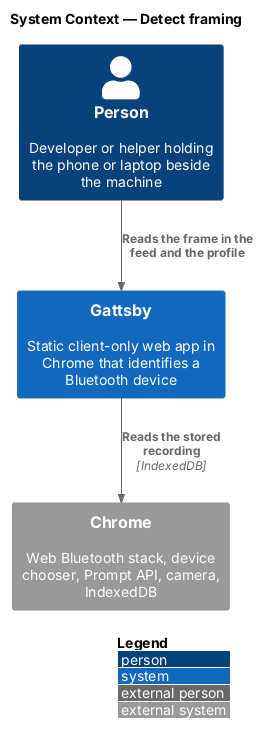 System Context — Detect framing
Person
Developer or helper holding
the phone or laptop beside
the machine
Reads the frame in the
feed and the profile
Gattsby
Static client-only web app in
Chrome that identifies a
Bluetooth device
Reads the stored
recording
[IndexedDB]
Chrome
Web Bluetooth stack, device
chooser, Prompt API, camera,
IndexedDB
Legend
person
system
external person
external system